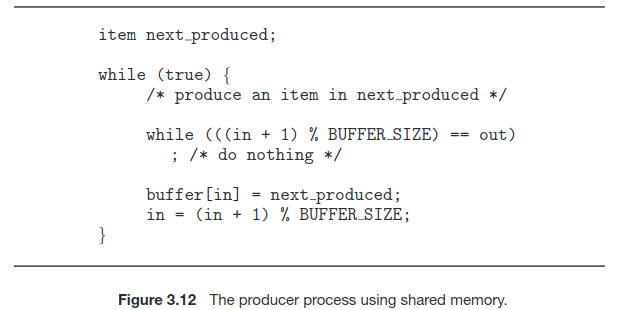 item next_produced;
while (true) {
/* produce an item in next_produced */
while (((in + 1) % BUFFER_SIZE) == out)
; /* do nothing */
buffer[in] = next_produced;
in = (in + 1) % BUFFER_SIZE;
}
Figure 3.12 The producer process using shared memory.